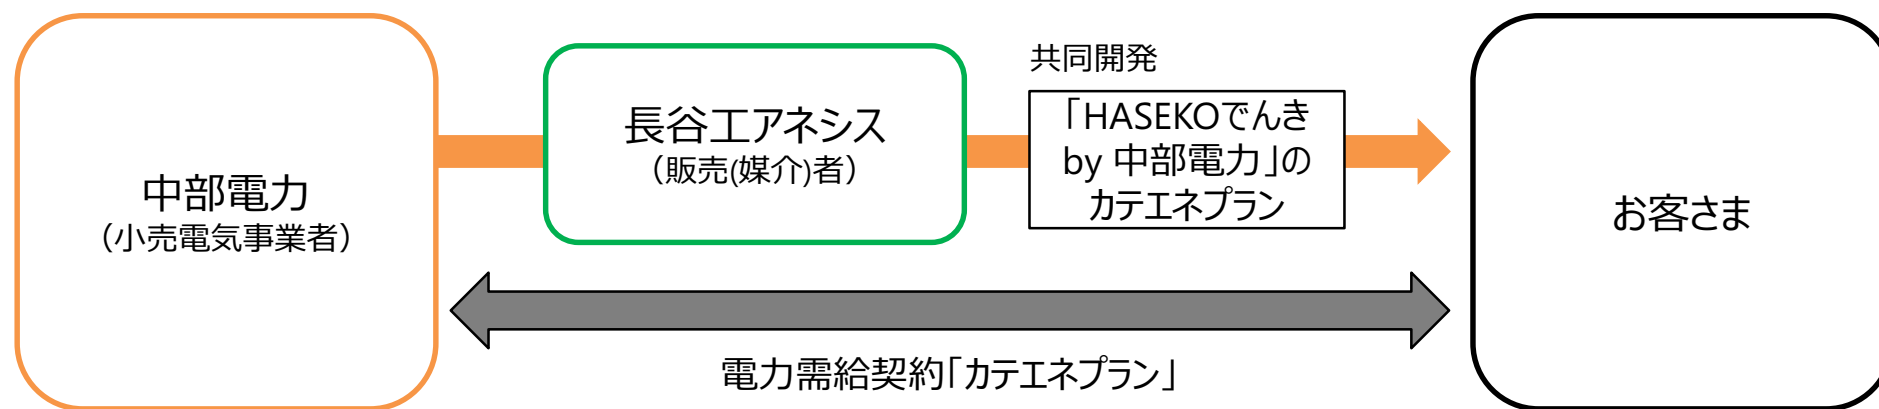 中部電力
（小売電気事業者）
長谷工アネシス
（販売(媒介)者）
共同開発
「HASEKOでんき
by 中部電力」の
カテエネプラン
お客さま
電力需給契約「カテエネプラン」